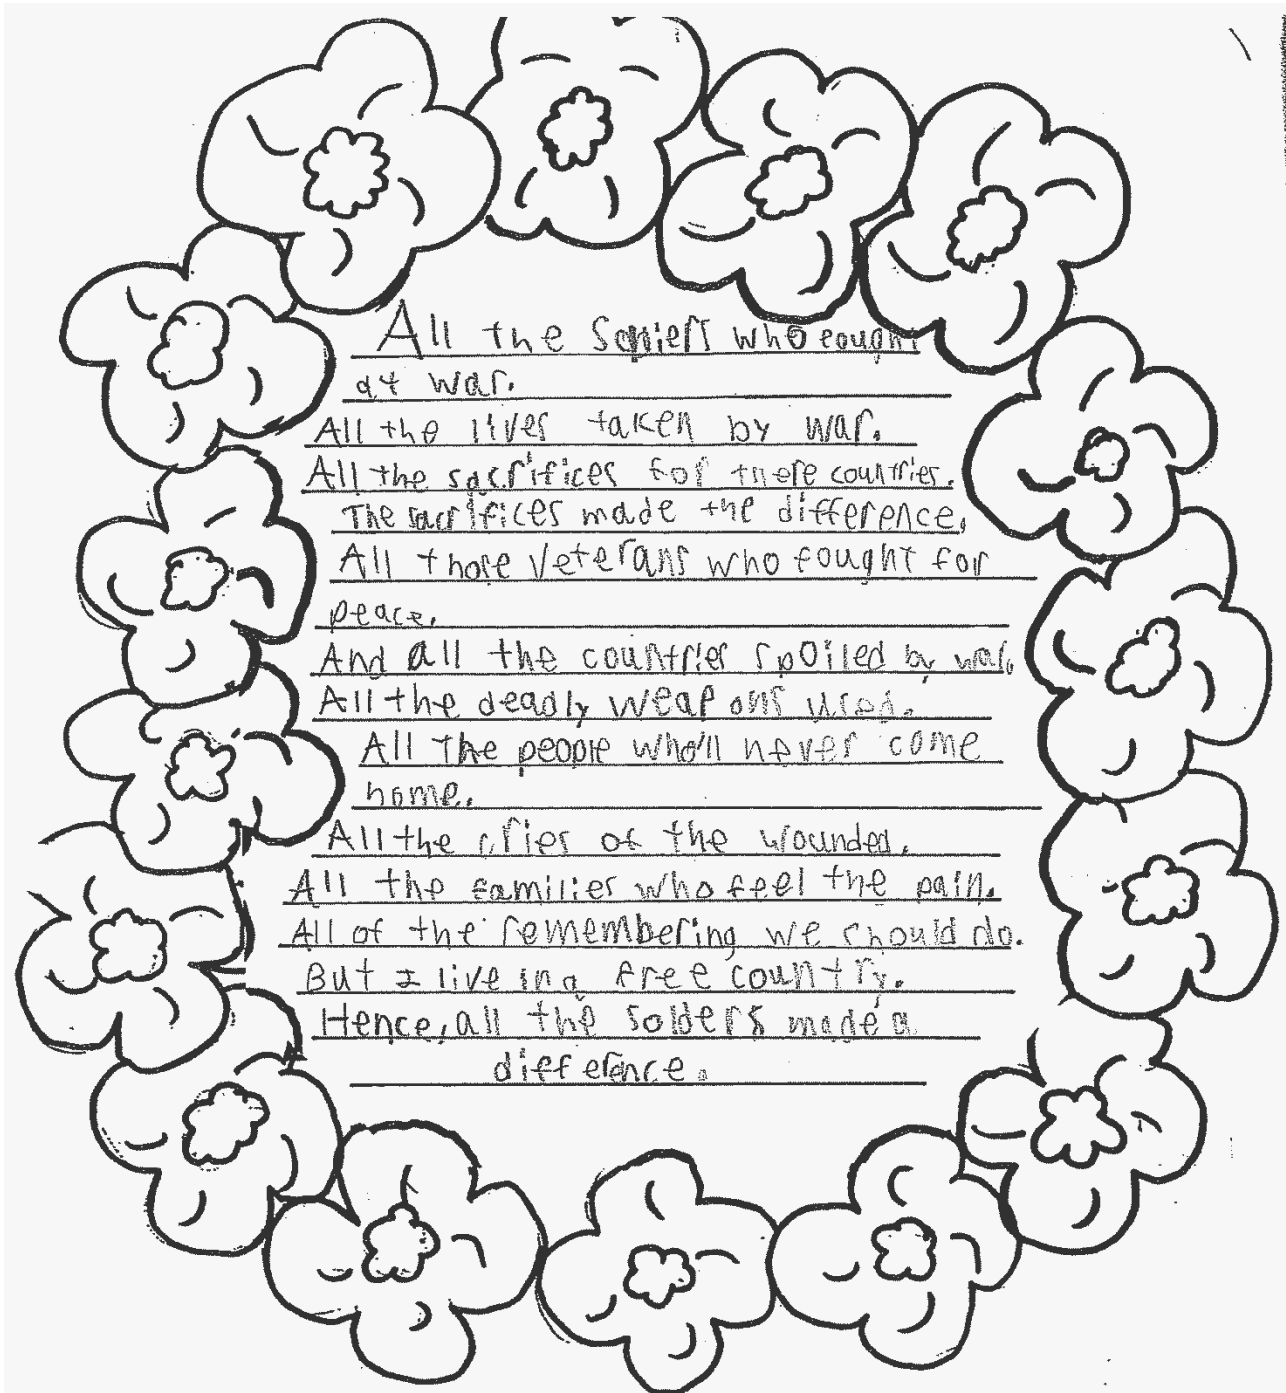 All the who fought
at war.
All the lives taken by war.
All the sacrifices for there countries.
The sacrifices made the difference.
All those veterans who fought for
peace.
And all the countries spoiled by war.
All the deadly weapons used.
All the people who'll never come
home.
All the cries of the wounded.
All the families who feel the pain.
All of the remembering we should do.
But I live in a free country.
Hence, all the solders made a
difference.